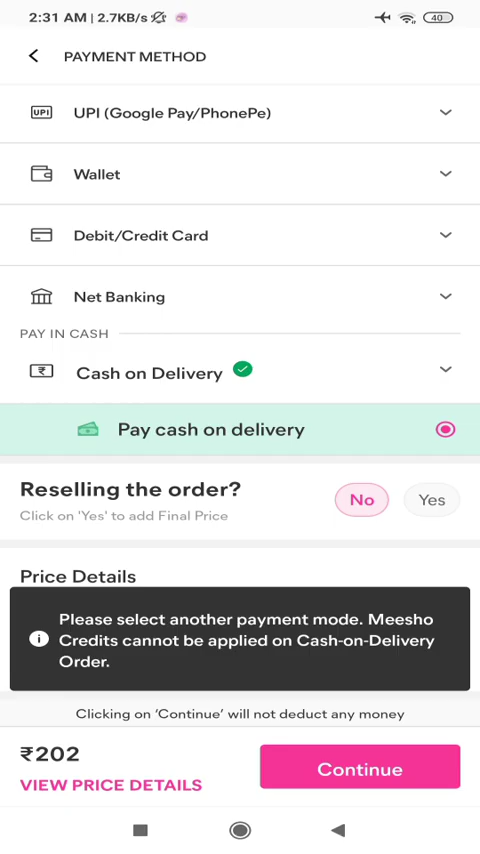 2:31 AM | 2.7KB/s 40
PAYMENT METHOD
UPI UPI (Google Pay/PhonePe)
Wallet
Debit/Credit Card
Net Banking
PAY IN CASH
₹ Cash on Delivery
Pay cash on delivery
Reselling the order? No Yes
Click on 'Yes' to add Final Price
Price Details
Please select another payment mode. Meesho
Credits cannot be applied on Cash-on-Delivery
Order.
Clicking on ‘Continue’ will not deduct any money
₹202
VIEW PRICE DETAILS
Continue